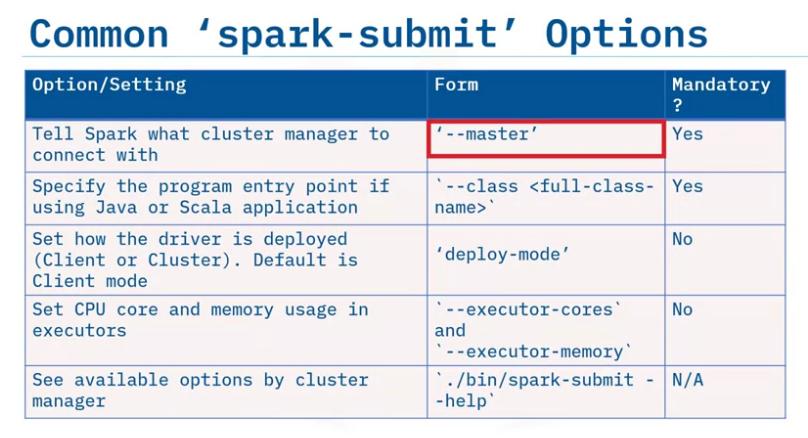 Common ‘spark-submit’ Options
Option/Setting
Form
Mandatory
?
Tell Spark what cluster manager to
connect with
‘--master’
Yes
Specify the program entry point if
using Java or Scala application
`--class <full-class-
name>`
Yes
Set how the driver is deployed
(Client or Cluster). Default is
Client mode
‘deploy-mode’
No
Set CPU core and memory usage in
executors
`--executor-cores`
and
`--executor-memory`
No
See available options by cluster
manager
`./bin/spark-submit -
-help`
N/A